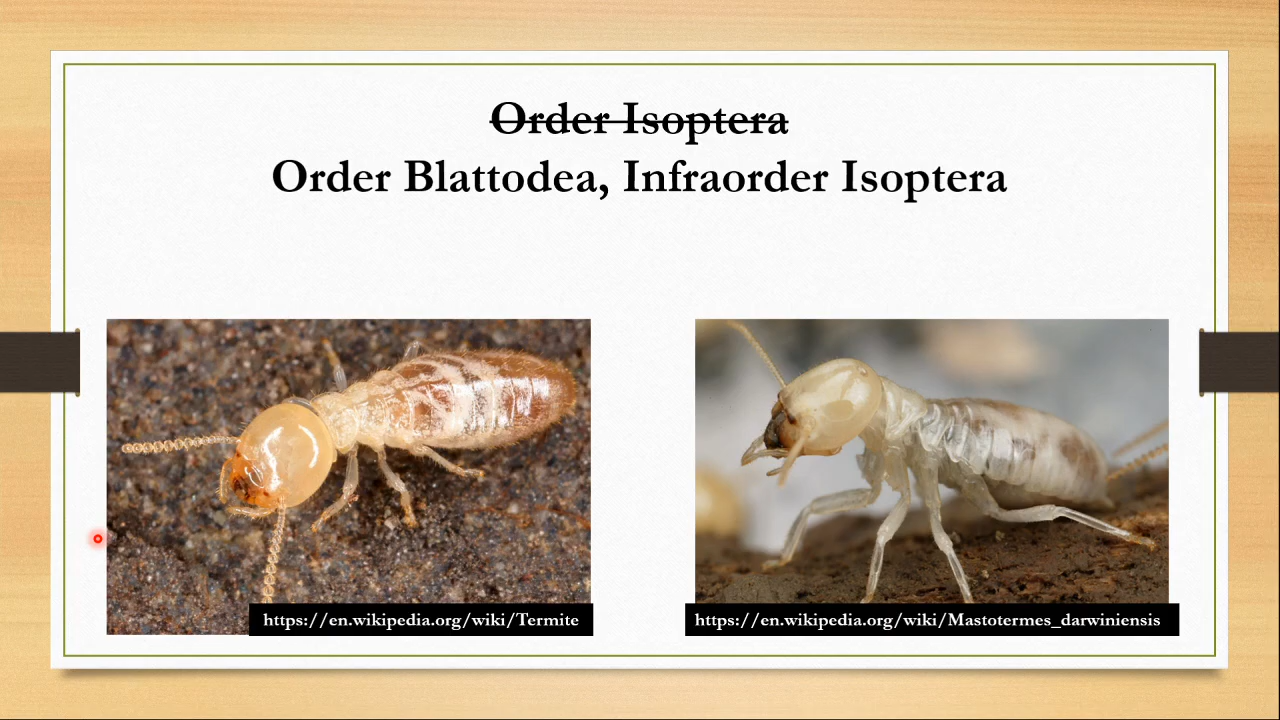 Order Isoptera
Order Blattodea, Infraorder Isoptera
https://en.wikipedia.org/wiki/Termite
https://en.wikipedia.org/wiki/Mastotermes_darwiniensis